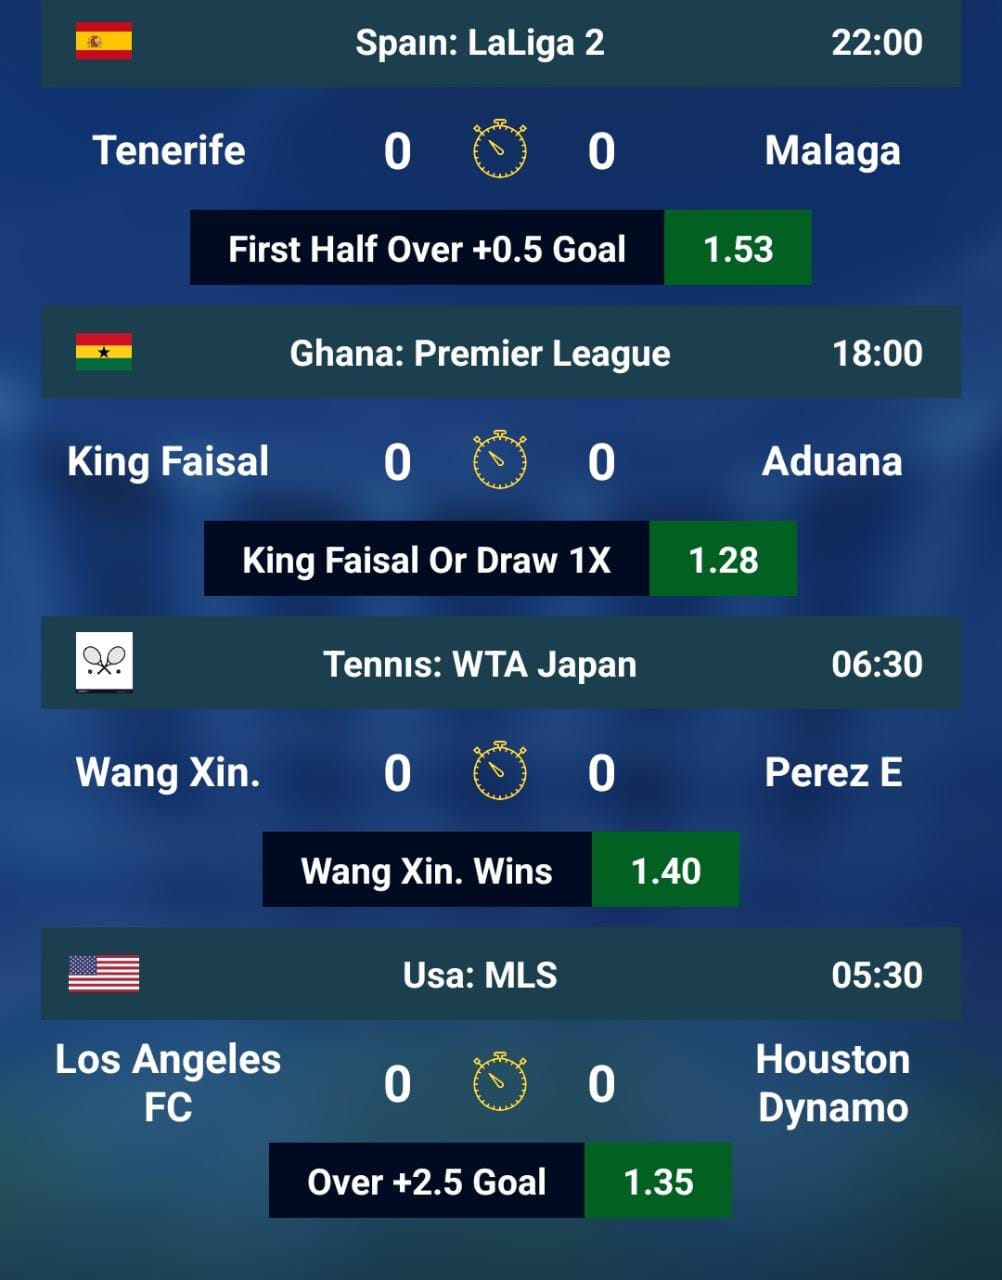 Spaın: LaLiga 2 22:00
Tenerife 0 0 Malaga
First Half Over +0.5 Goal 1.53
Ghana: Premier League 18:00
King Faisal 0 0 Aduana
King Faisal Or Draw 1X 1.28
Tennıs: WTA Japan 06:30
Wang Xin. 0 0 Perez E
Wang Xin. Wins 1.40
Usa: MLS 05:30
Los Angeles FC 0 0 Houston Dynamo
Over +2.5 Goal 1.35